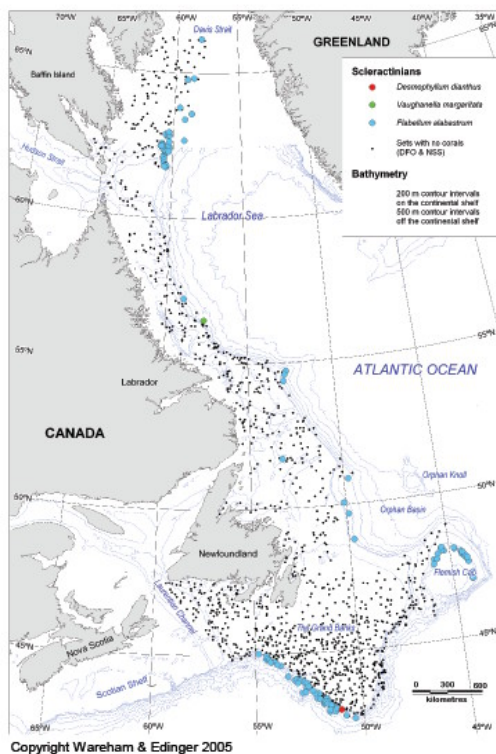 Davis Strait
GREENLAND
65°N
65°N
Baffin Island
Scleractinians
Desmophyllum dianthus
Vaughanella margaritata
Flabellum alabastrum
Sets with no corals
(DFO & NSS)
Bathymetry
200 m contour intervals
on the continental shelf
500 m contour intervals
off the continental shelf
Hudson Strait
60°N
Labrador Sea
55°N
55°N
ATLANTIC OCEAN
Labrador
CANADA
Orphan Knoll
50°N
50°N
Orphan Basin
Newfoundland
Flemish Cap
Laurentian Channel
The Grand Banks
45°N
45°N
Nova Scotia
Scotian Shelf
0 300 600
kilometres
65°W
60°W
55°W
50°W
Copyright Wareham & Edinger 2005